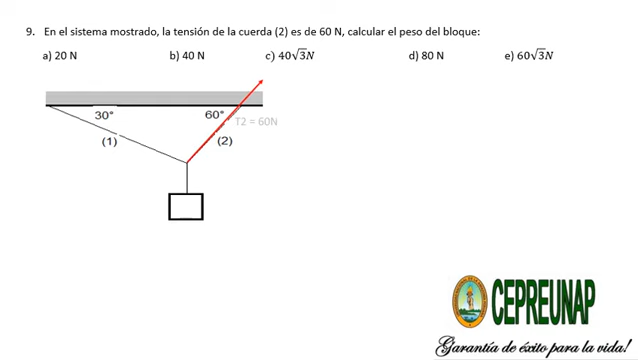 9. En el sistema mostrado, la tensión de la cuerda (2) es de 60 N, calcular el peso del bloque:
a) 20 N b) 40 N c) 40√3N d) 80 N e) 60√3N
30° 60°
T2 = 60N
(1) (2)
CEPREUNAP
Garantía de éxito para la vida!